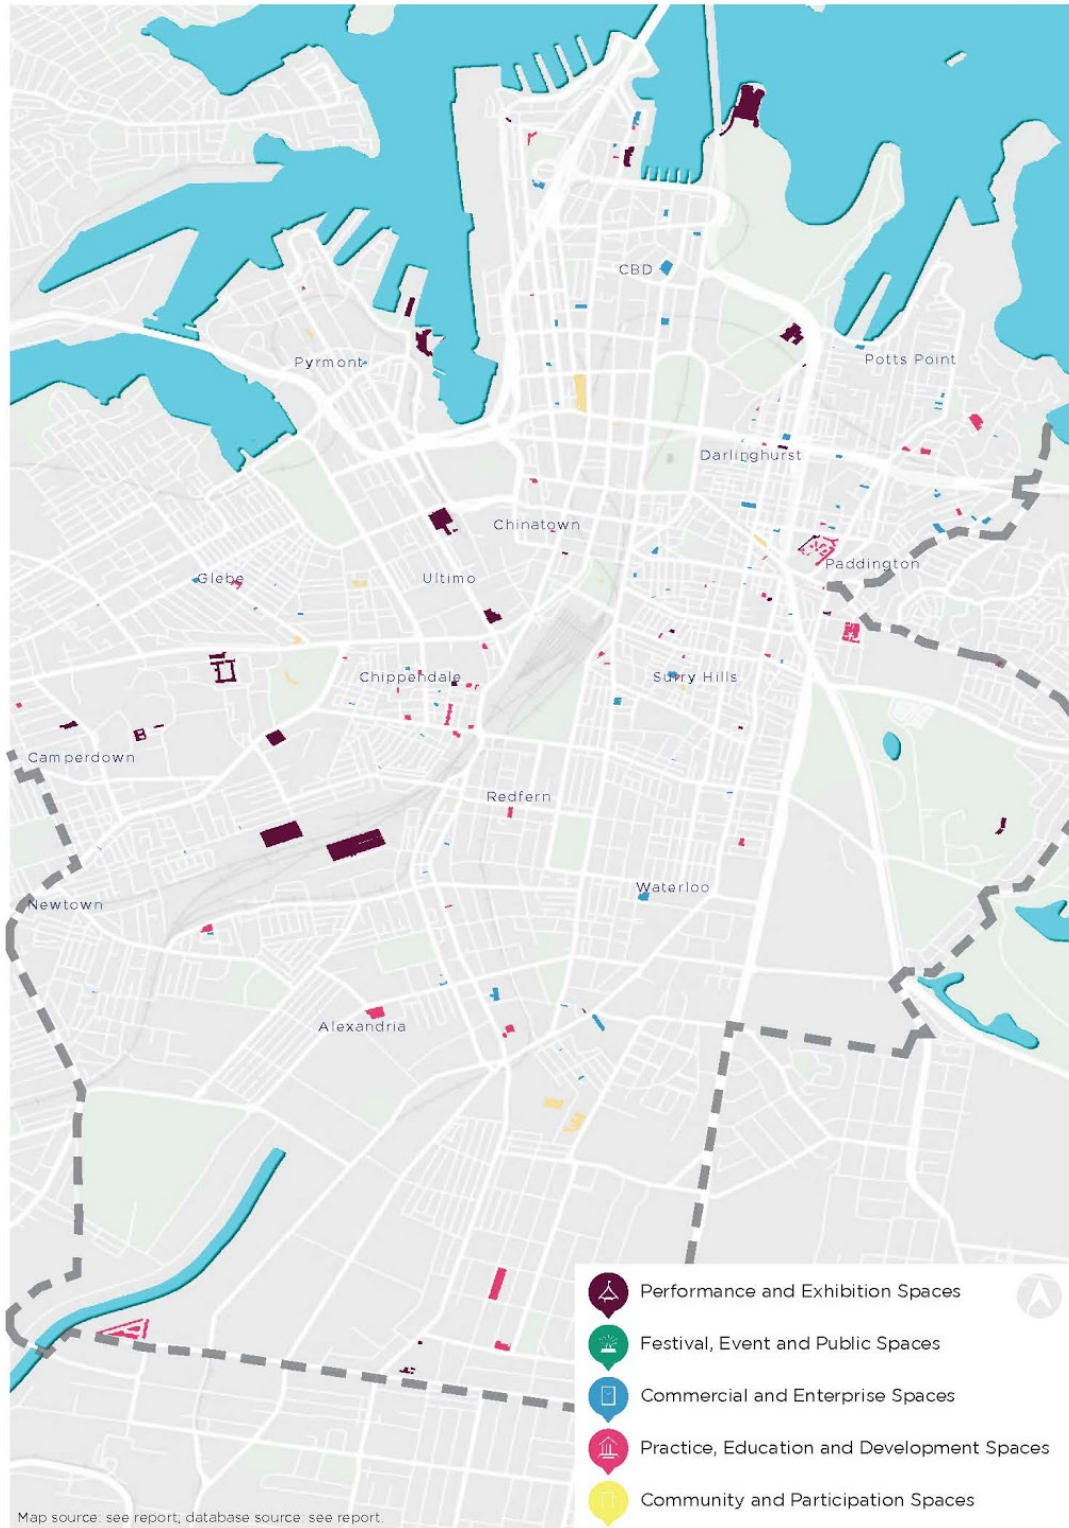 CBD
Pyrmont
Potts Point
Darlinghurst
Chinatown
Glebe
Ultimo
Paddington
Chippendale
Surry Hills
Camperdown
Redfern
Waterloo
Newtown
Alexandria
Performance and Exhibition Spaces
Festival, Event and Public Spaces
Commercial and Enterprise Spaces
Practice, Education and Development Spaces
Community and Participation Spaces
Map source: see report; database source: see report.